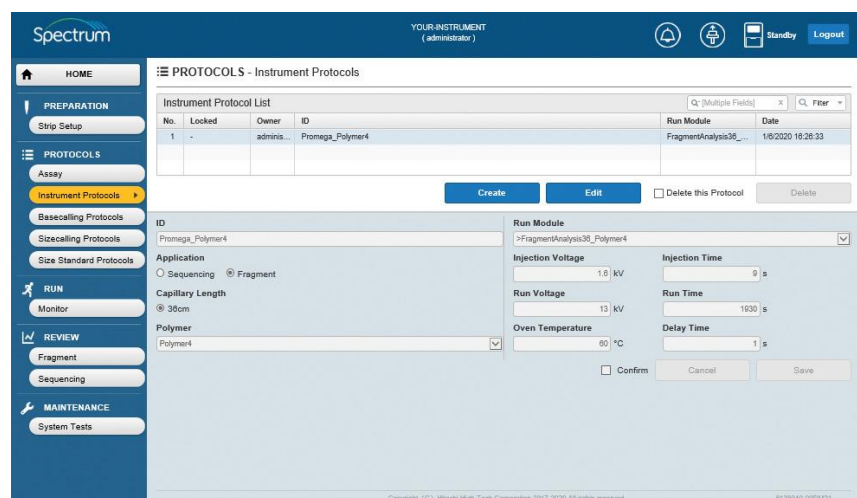 Spectrum
YOUR-INSTRUMENT
( administrator )
Standby
Logout
HOME
PREPARATION
Strip Setup
PROTOCOLS
Assay
Instrument Protocols
Basecalling Protocols
Sizecalling Protocols
Size Standard Protocols
RUN
Monitor
REVIEW
Fragment
Sequencing
MAINTENANCE
System Tests
PROTOCOLS - Instrument Protocols
Instrument Protocol List [Multiple Fields] x Filter
No. Locked Owner ID Run Module Date
1 - adminis... Promega_Polymer4 FragmentAnalysis36_... 1/6/2020 16:26:33
Create Edit Delete this Protocol Delete
ID
Promega_Polymer4
Application
Sequencing Fragment
Capillary Length
36cm
Polymer
Polymer4
Run Module
>FragmentAnalysis36_Polymer4
Injection Voltage Injection Time
1.6 kV 9 s
Run Voltage Run Time
13 kV 1930 s
Oven Temperature Delay Time
60 °C 1 s
Confirm Cancel Save